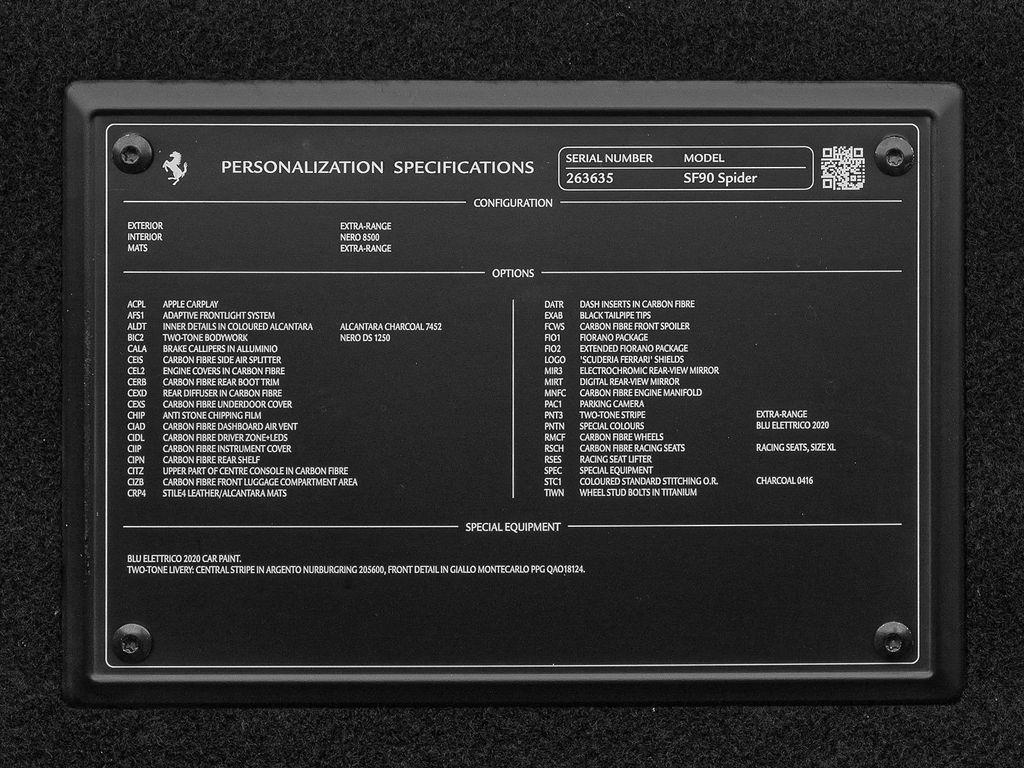 PERSONALIZATION SPECIFICATIONS
SERIAL NUMBER MODEL
263635 SF90 Spider
CONFIGURATION
EXTERIOR EXTRA-RANGE
INTERIOR NERO 8500
MATS EXTRA-RANGE
OPTIONS
ACPL APPLE CARPLAY
AFS1 ADAPTIVE FRONTLIGHT SYSTEM
ALDT INNER DETAILS IN COLOURED ALCANTARA ALCANTARA CHARCOAL 7452
BIC2 TWO-TONE BODYWORK NERO DS 1250
CALA BRAKE CALLIPERS IN ALLUMINIO
CEIS CARBON FIBRE SIDE AIR SPLITTER
CEL2 ENGINE COVERS IN CARBON FIBRE
CERB CARBON FIBRE REAR BOOT TRIM
CEXD REAR DIFFUSER IN CARBON FIBRE
CEXS CARBON FIBRE UNDERDOOR COVER
CHIP ANTI STONE CHIPPING FILM
CIAD CARBON FIBRE DASHBOARD AIR VENT
CIDL CARBON FIBRE DRIVER ZONE+LEDS
CIIP CARBON FIBRE INSTRUMENT COVER
CIPN CARBON FIBRE REAR SHELF
CITZ UPPER PART OF CENTRE CONSOLE IN CARBON FIBRE
CIZB CARBON FIBRE FRONT LUGGAGE COMPARTMENT AREA
CRP4 STILE4 LEATHER/ALCANTARA MATS
DATR DASH INSERTS IN CARBON FIBRE
EXAB BLACK TAILPIPE TIPS
FCWS CARBON FIBRE FRONT SPOILER
FIO1 FIORANO PACKAGE
FIO2 EXTENDED FIORANO PACKAGE
LOGO 'SCUDERIA FERRARI' SHIELDS
MIR3 ELECTROCHROMIC REAR-VIEW MIRROR
MIRT DIGITAL REAR-VIEW MIRROR
MNFC CARBON FIBRE ENGINE MANIFOLD
PAC1 PARKING CAMERA
PNT3 TWO-TONE STRIPE EXTRA-RANGE
PNTN SPECIAL COLOURS BLU ELETTRICO 2020
RMCF CARBON FIBRE WHEELS
RSCH CARBON FIBRE RACING SEATS RACING SEATS, SIZE XL
RSES RACING SEAT LIFTER
SPEC SPECIAL EQUIPMENT
STC1 COLOURED STANDARD STITCHING O.R. CHARCOAL 0416
TIWN WHEEL STUD BOLTS IN TITANIUM
SPECIAL EQUIPMENT
BLU ELETTRICO 2020 CAR PAINT.
TWO-TONE LIVERY: CENTRAL STRIPE IN ARGENTO NURBURGRING 205600, FRONT DETAIL IN GIALLO MONTECARLO PPG QAO18124.